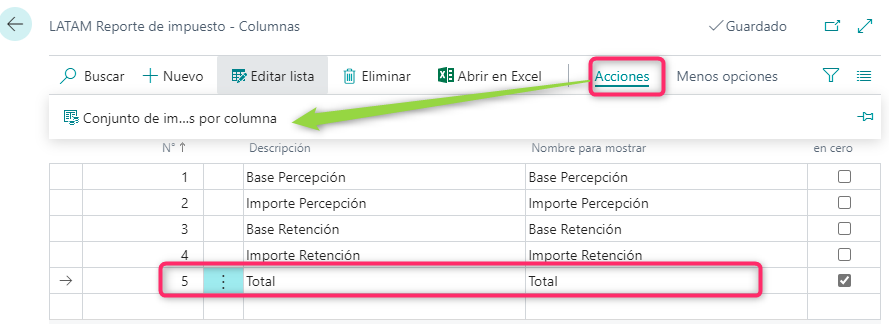 LATAM Reporte de impuesto - Columnas Guardado
Buscar Nuevo Editar lista Eliminar Abrir en Excel Acciones Menos opciones
Conjunto de im...s por columna
N° ↑ Descripción Nombre para mostrar en cero
1 Base Percepción Base Percepción
2 Importe Percepción Importe Percepción
3 Base Retención Base Retención
4 Importe Retención Importe Retención
5 Total Total